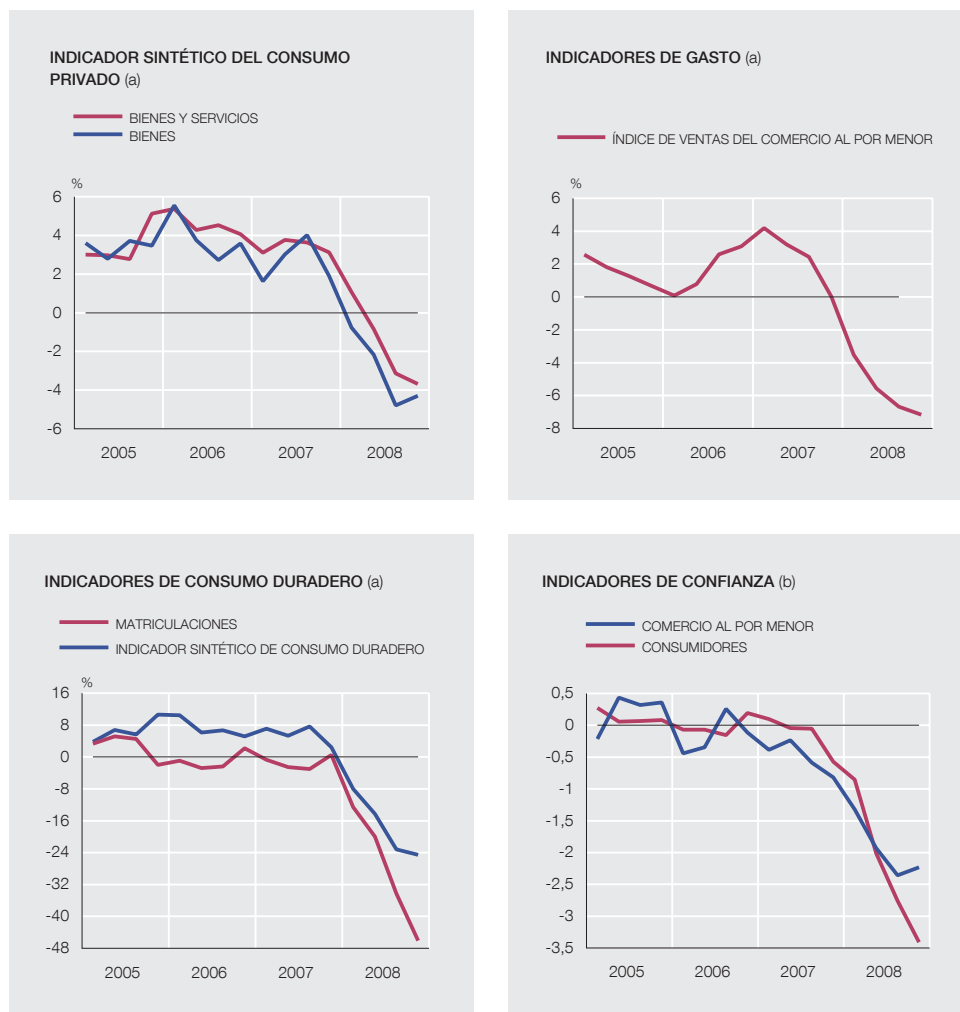 INDICADOR SINTÉTICO DEL CONSUMO
PRIVADO (a)
BIENES Y SERVICIOS
BIENES
%
6
4
2
0
-2
-4
-6
2005 2006 2007 2008
INDICADORES DE GASTO (a)
ÍNDICE DE VENTAS DEL COMERCIO AL POR MENOR
%
6
4
2
0
-2
-4
-6
-8
2005 2006 2007 2008
INDICADORES DE CONSUMO DURADERO (a)
MATRICULACIONES
INDICADOR SINTÉTICO DE CONSUMO DURADERO
%
16
8
0
-8
-16
-24
-32
-40
-48
2005 2006 2007 2008
INDICADORES DE CONFIANZA (b)
COMERCIO AL POR MENOR
CONSUMIDORES
0,5
0
-0,5
-1
-1,5
-2
-2,5
-3
-3,5
2005 2006 2007 2008